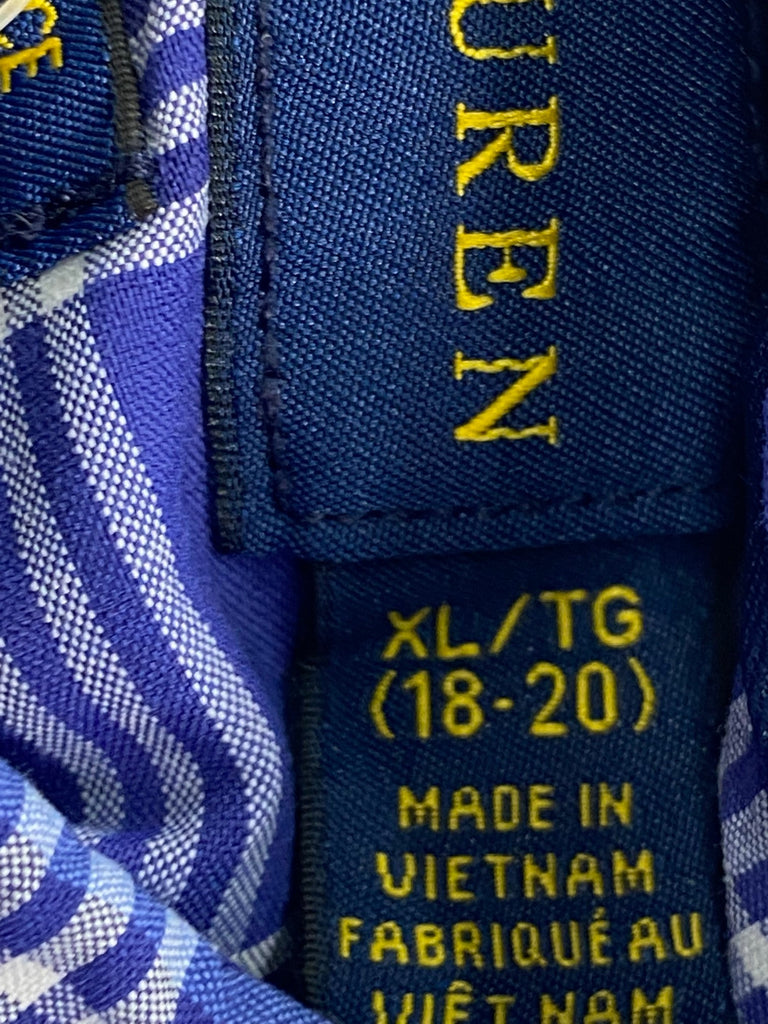 UREN
XL/TG
(18-20)
MADE IN
VIETNAM
FABRIQUÉ AU
VIÊT NAM